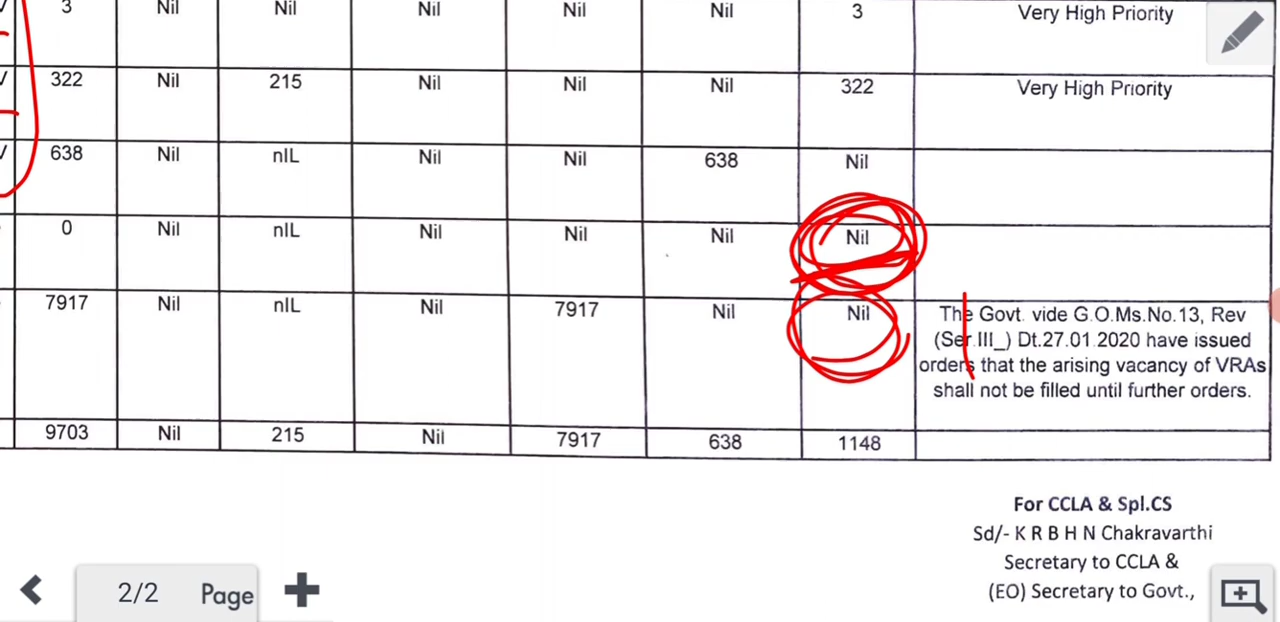 3 Nil Nil Nil Nil Nil 3 Very High Priority
322 Nil 215 Nil Nil Nil 322 Very High Priority
638 Nil nIL Nil Nil 638 Nil
0 Nil nIL Nil Nil Nil Nil
7917 Nil nIL Nil 7917 Nil Nil The Govt. vide G.O.Ms.No.13, Rev
(Ser.III_) Dt.27.01.2020 have issued
orders that the arising vacancy of VRAs
shall not be filled until further orders.
9703 Nil 215 Nil 7917 638 1148
For CCLA & Spl.CS
Sd/- K R B H N Chakravarthi
Secretary to CCLA &
(EO) Secretary to Govt.,
2/2 Page